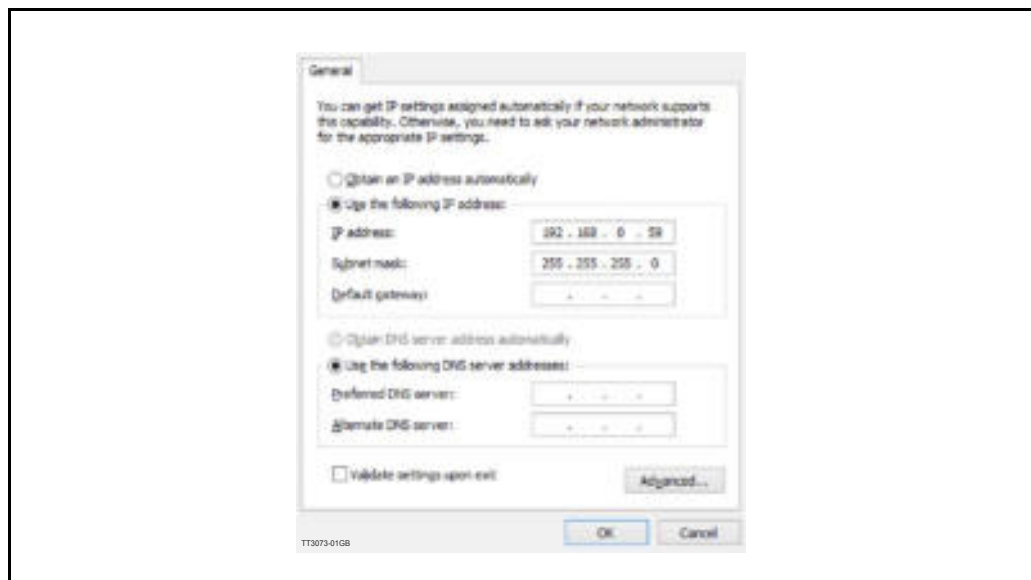 General
You can get IP settings assigned automatically if your network supports
this capability. Otherwise, you need to ask your network administrator
for the appropriate IP settings.
Obtain an IP address automatically
Use the following IP address:
IP address: 192 . 168 . 0 . 59
Subnet mask: 255 . 255 . 255 . 0
Default gateway: . . .
Obtain DNS server address automatically
Use the following DNS server addresses:
Preferred DNS server: . . .
Alternate DNS server: . . .
Validate settings upon exit
Advanced...
OK Cancel
TT3073-01GB